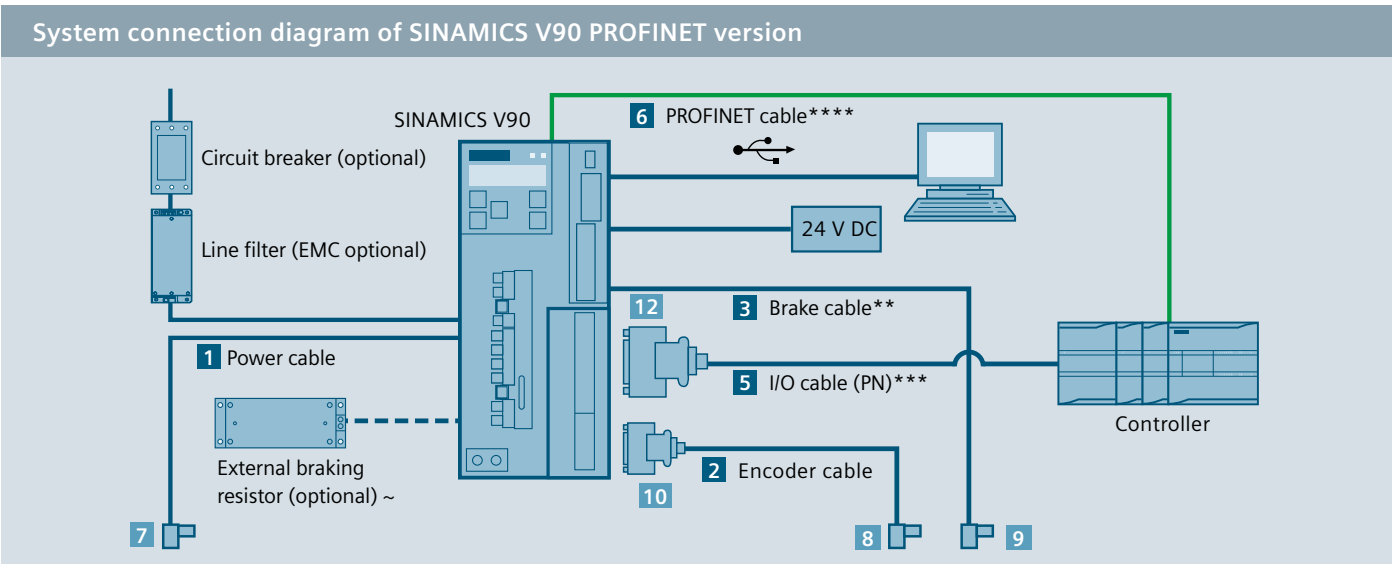 System connection diagram of SINAMICS V90 PROFINET version
SINAMICS V90
6 PROFINET cable****
Circuit breaker (optional)
24 V DC
Line filter (EMC optional)
12
3 Brake cable**
1 Power cable
5 I/O cable (PN)***
Controller
External braking
resistor (optional) ~
2 Encoder cable
10
7
8
9